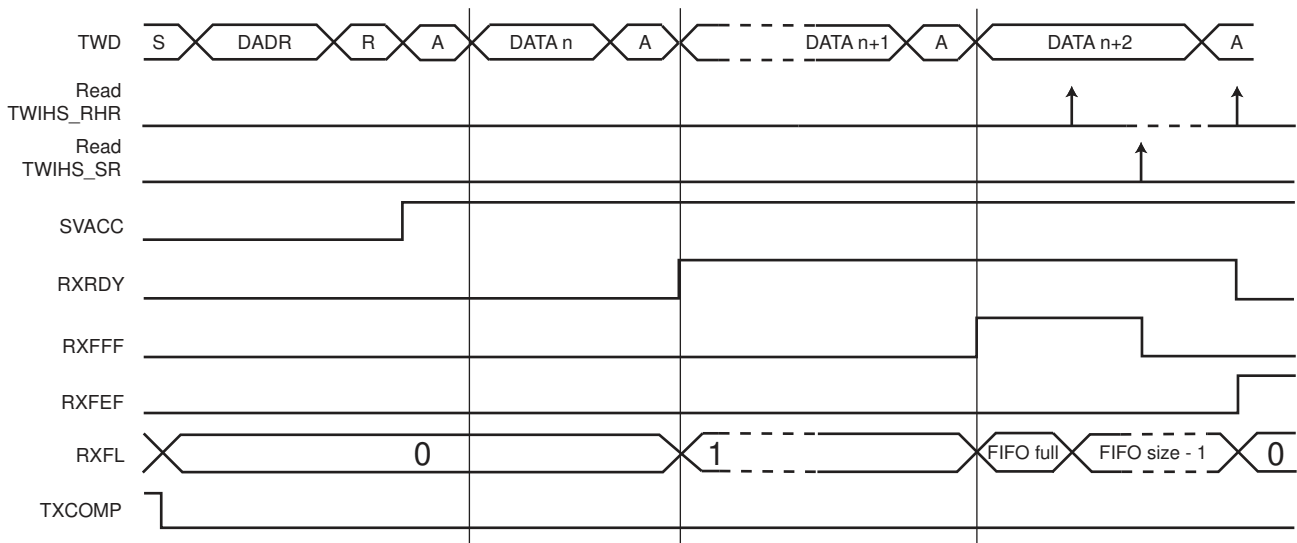 TWD S DADR R A DATA n A DATA n+1 A DATA n+2 A
Read
TWIHS_RHR
Read
TWIHS_SR
SVACC
RXRDY
RXFFF
RXFEF
RXFL 0 1 FIFO full FIFO size - 1 0
TXCOMP